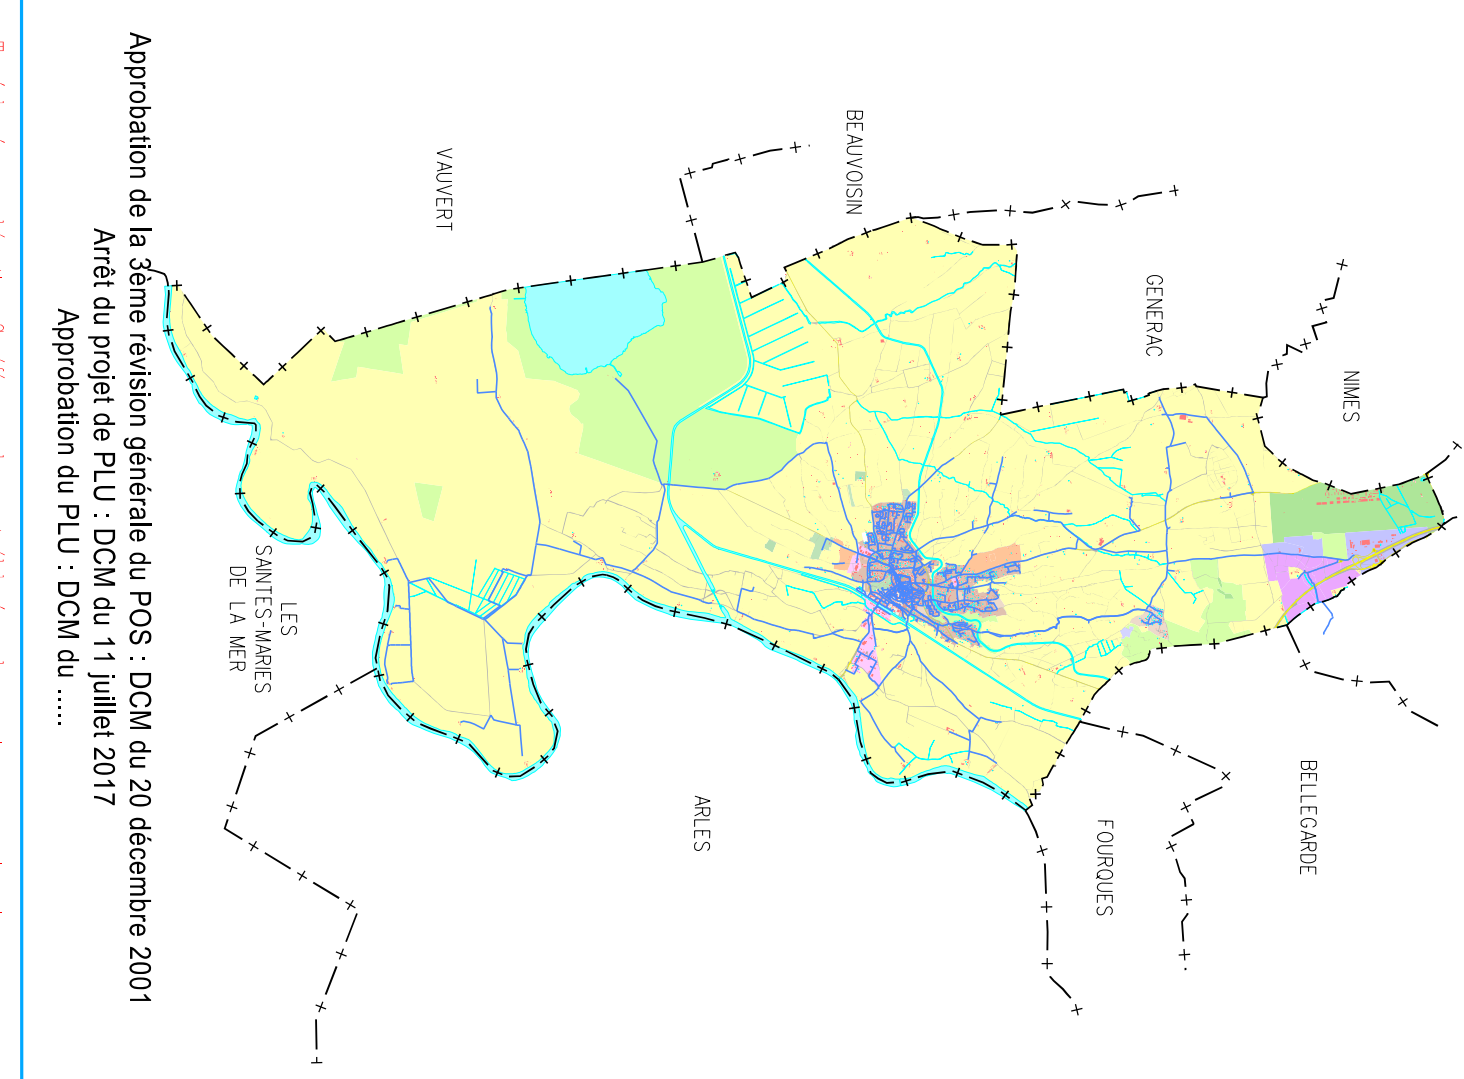 NIMES
GENERAC
BEAUVOISIN
BELLEGARDE
FOURQUES
VAUVERT
ARLES
LES
SAINTES-MARIES
DE LA MER
Approbation de la 3ème révision générale du POS : DCM du 20 décembre 2001
Arrêt du projet de PLU : DCM du 11 juillet 2017
Approbation du PLU : DCM du .....